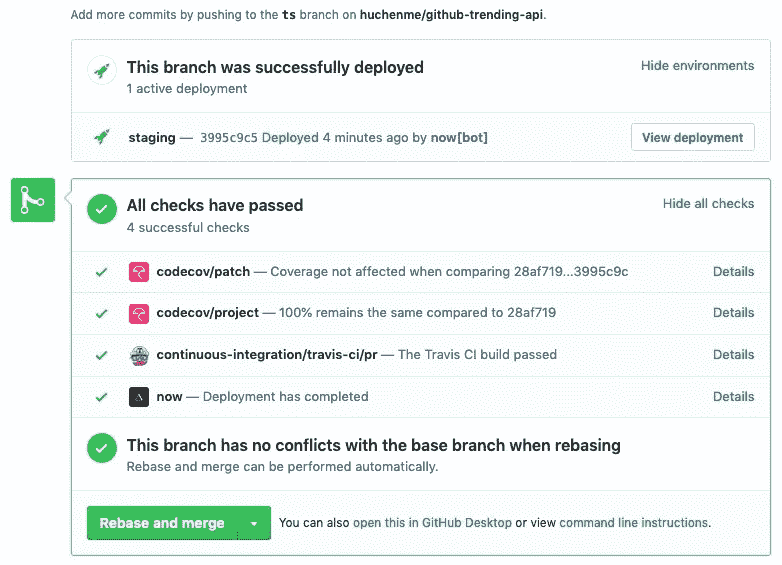 Add more commits by pushing to the ts branch on huchenme/github-trending-api.
This branch was successfully deployed
Hide environments
1 active deployment
staging — 3995c9c5 Deployed 4 minutes ago by now[bot]
View deployment
All checks have passed
Hide all checks
4 successful checks
codecov/patch — Coverage not affected when comparing 28af719...3995c9c
Details
codecov/project — 100% remains the same compared to 28af719
Details
continuous-integration/travis-ci/pr — The Travis CI build passed
Details
now — Deployment has completed
Details
This branch has no conflicts with the base branch when rebasing
Rebase and merge can be performed automatically.
Rebase and merge
You can also open this in GitHub Desktop or view command line instructions.